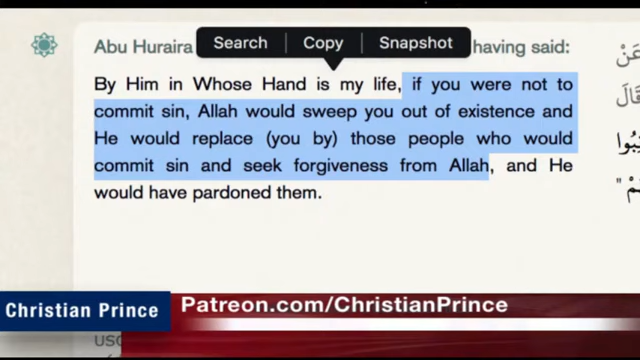 Abu Huraira
Search
Copy
Snapshot
having said:
By Him in Whose Hand is my life, if you were not to
commit sin, Allah would sweep you out of existence and
He would replace (you by) those people who would
commit sin and seek forgiveness from Allah, and He
would have pardoned them.
Christian Prince
Patreon.com/ChristianPrince